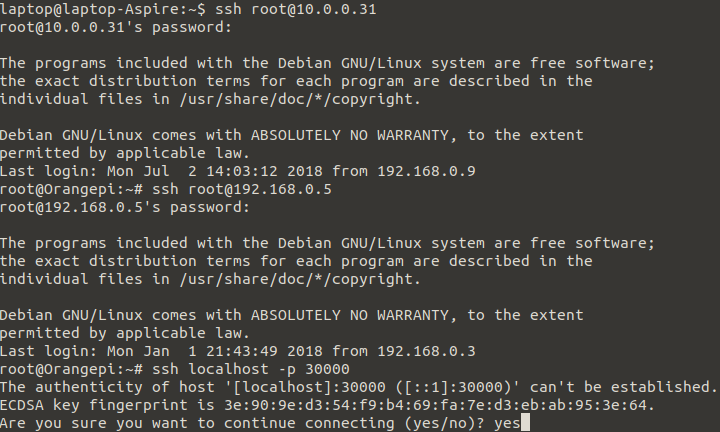 laptop@laptop-Aspire:~$ ssh root@10.0.0.31
root@10.0.0.31's password:
The programs included with the Debian GNU/Linux system are free software;
the exact distribution terms for each program are described in the
individual files in /usr/share/doc/*/copyright.
Debian GNU/Linux comes with ABSOLUTELY NO WARRANTY, to the extent
permitted by applicable law.
Last login: Mon Jul  2 14:03:12 2018 from 192.168.0.9
root@Orangepi:~# ssh root@192.168.0.5
root@192.168.0.5's password:
The programs included with the Debian GNU/Linux system are free software;
the exact distribution terms for each program are described in the
individual files in /usr/share/doc/*/copyright.
Debian GNU/Linux comes with ABSOLUTELY NO WARRANTY, to the extent
permitted by applicable law.
Last login: Mon Jan  1 21:43:49 2018 from 192.168.0.3
root@Orangepi:~# ssh localhost -p 30000
The authenticity of host '[localhost]:30000 ([::1]:30000)' can't be established.
ECDSA key fingerprint is 3e:90:9e:d3:54:f9:b4:69:fa:7e:d3:eb:ab:95:3e:64.
Are you sure you want to continue connecting (yes/no)? yes